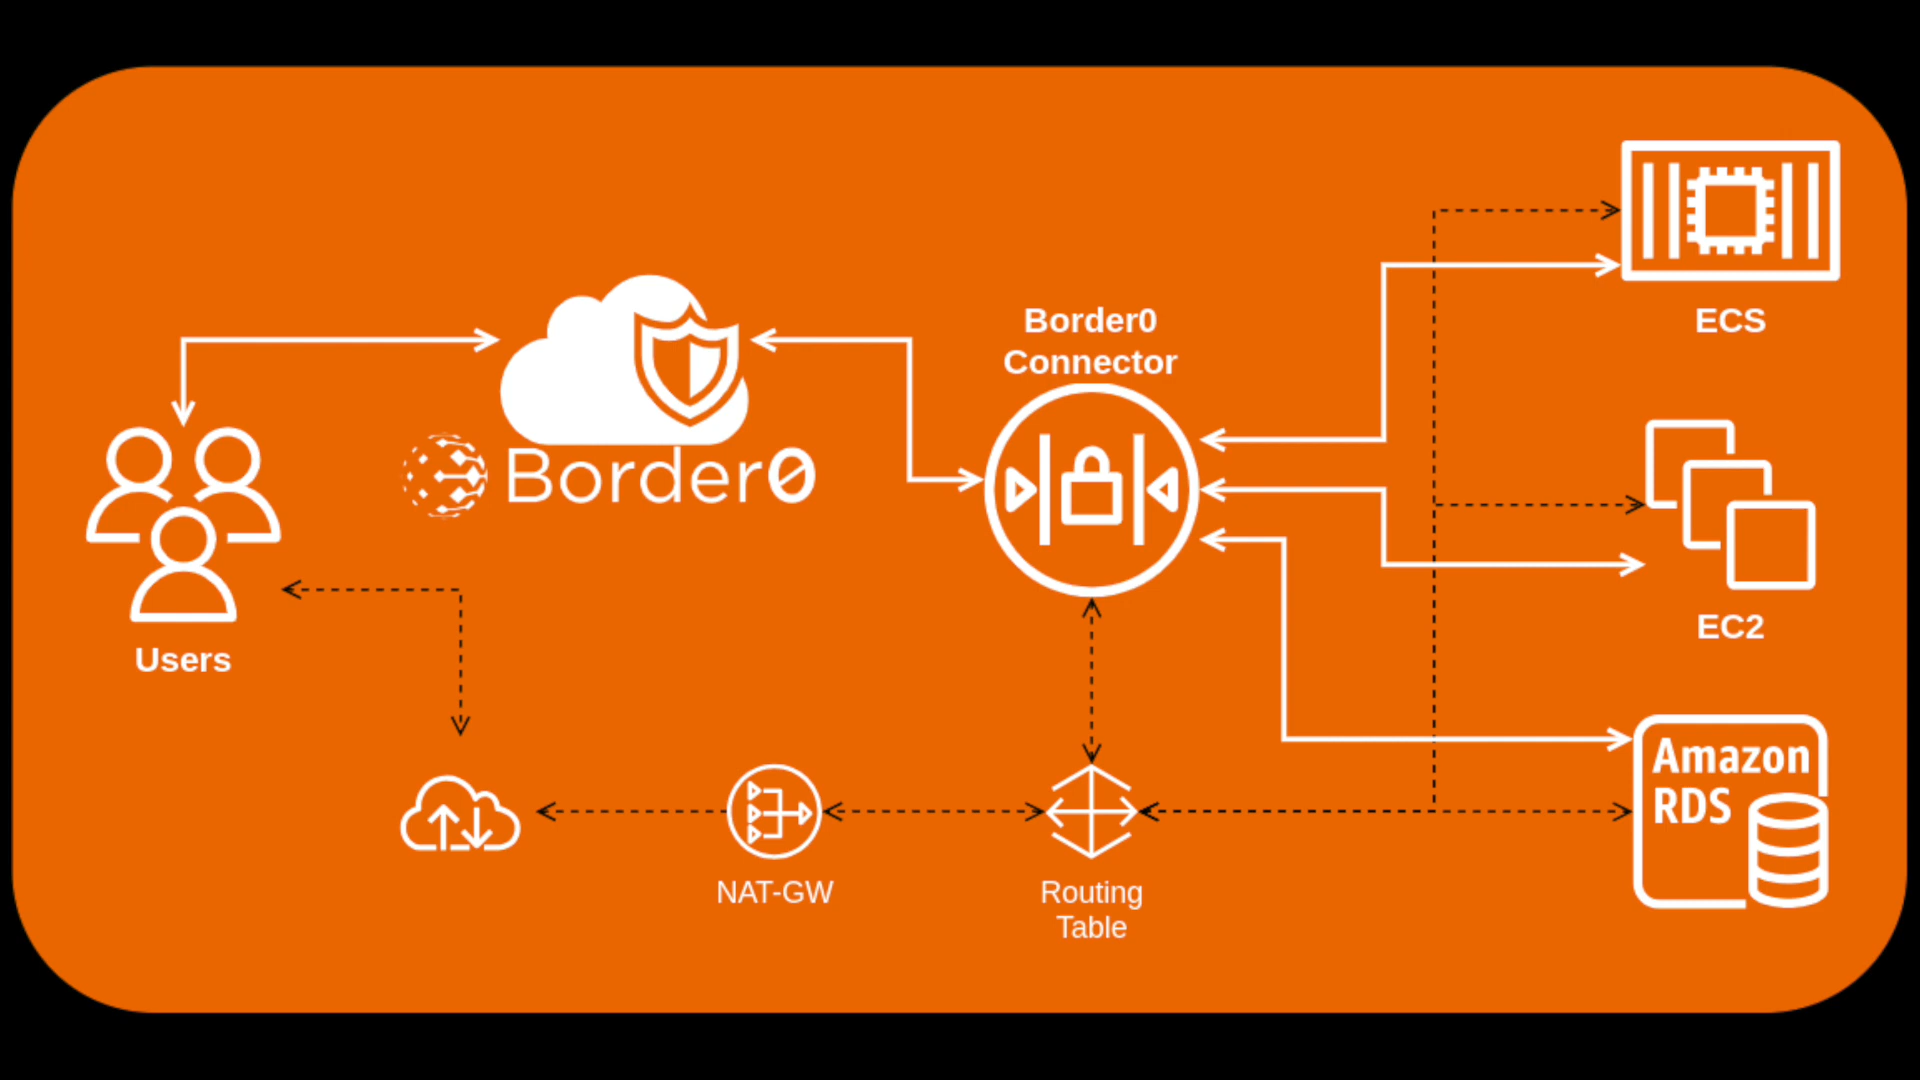 Border0
Connector
ECS
Border0
EC2
Users
Amazon
RDS
NAT-GW
Routing
Table